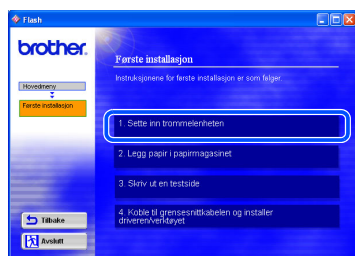 Flash
brother.
Første installasjon
Instruksjonene for første installasjon er som følger.
Hovedmeny
Første installasjon
1. Sette inn trommelenheten
2. Legg papir i papirmagasinet
3. Skriv ut en testside
4. Koble til grensesnittkabelen og installer
driveren/verktøyet
Tilbake
Avslutt